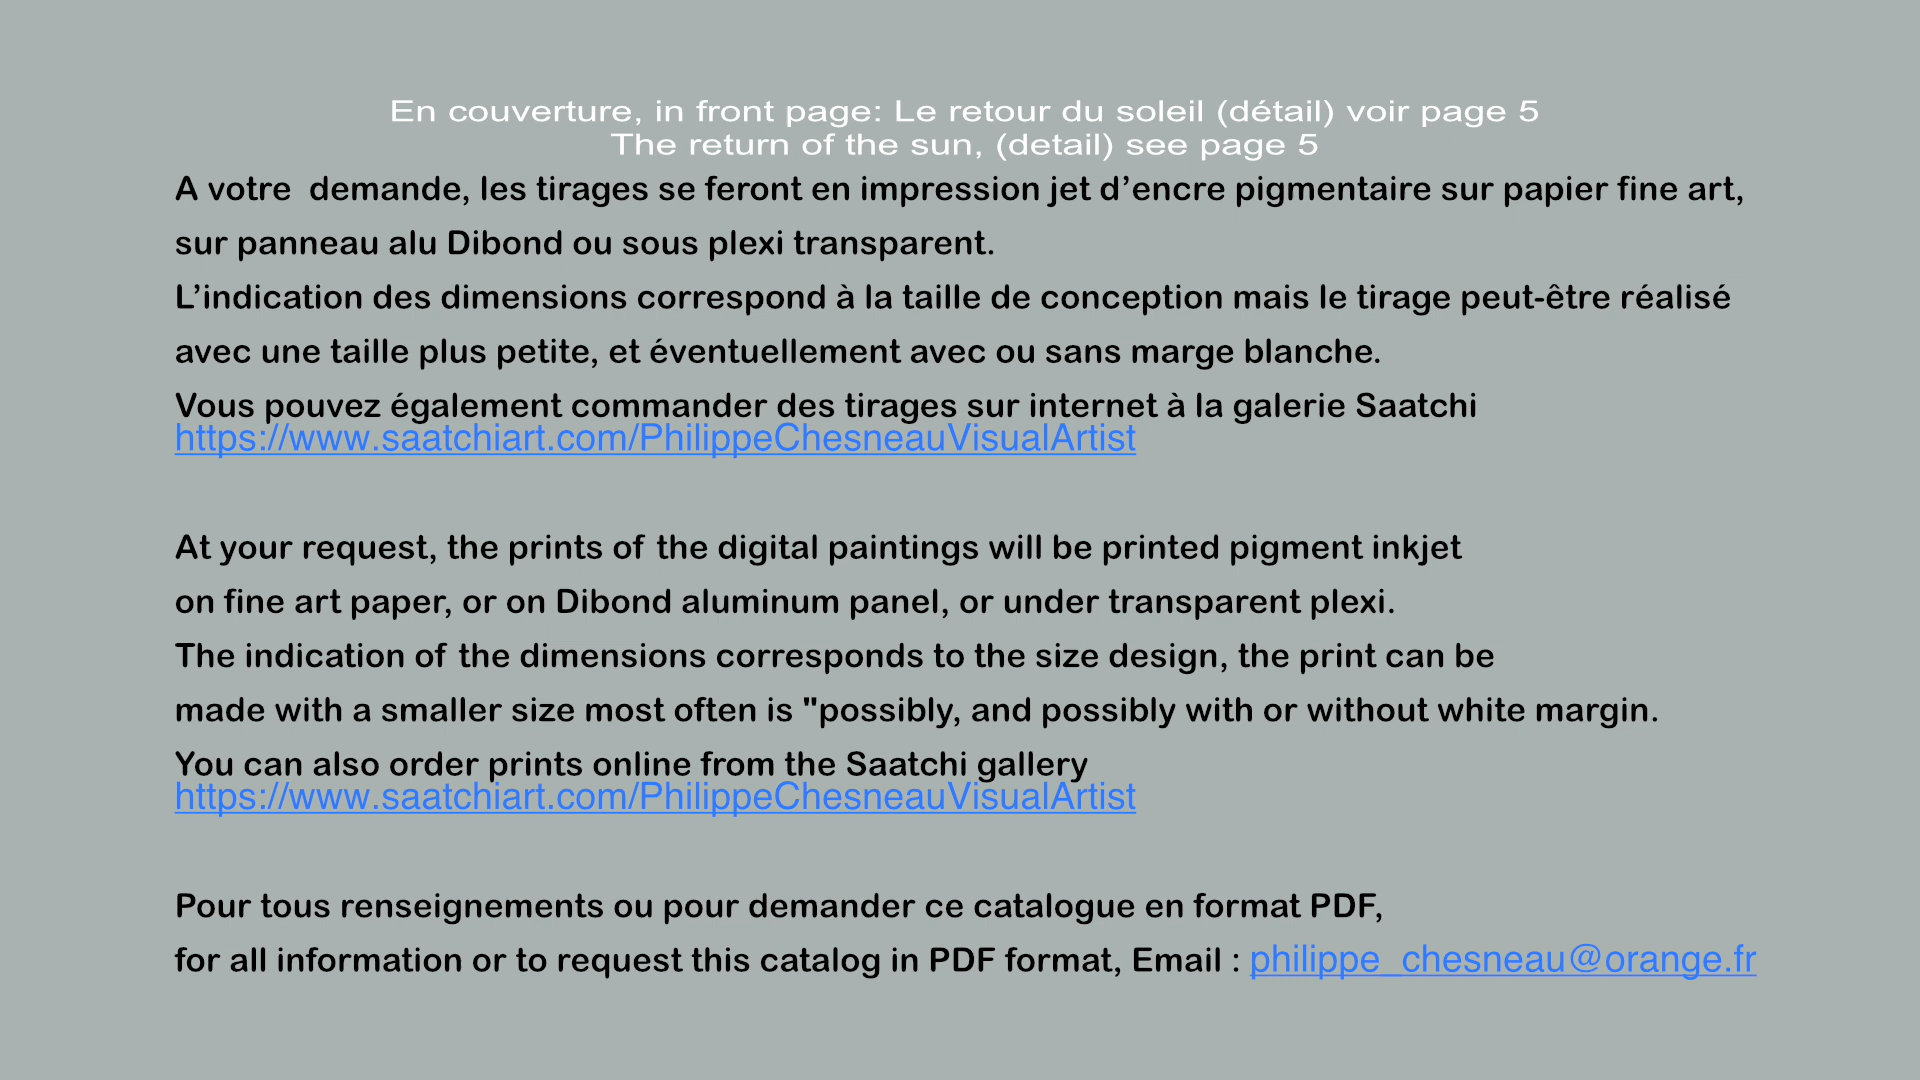 En couverture, in front page: Le retour du soleil (détail) voir page 5
The return of the sun, (detail) see page 5
A votre  demande, les tirages se feront en impression jet d’encre pigmentaire sur papier fine art,
sur panneau alu Dibond ou sous plexi transparent.
L’indication des dimensions correspond à la taille de conception mais le tirage peut-être réalisé
avec une taille plus petite, et éventuellement avec ou sans marge blanche.
Vous pouvez également commander des tirages sur internet à la galerie Saatchi
https://www.saatchiart.com/PhilippeChesneauVisualArtist
At your request, the prints of the digital paintings will be printed pigment inkjet
on fine art paper, or on Dibond aluminum panel, or under transparent plexi.
The indication of the dimensions corresponds to the size design, the print can be
made with a smaller size most often is "possibly, and possibly with or without white margin.
You can also order prints online from the Saatchi gallery
https://www.saatchiart.com/PhilippeChesneauVisualArtist
Pour tous renseignements ou pour demander ce catalogue en format PDF,
for all information or to request this catalog in PDF format, Email : philippe_chesneau@orange.fr